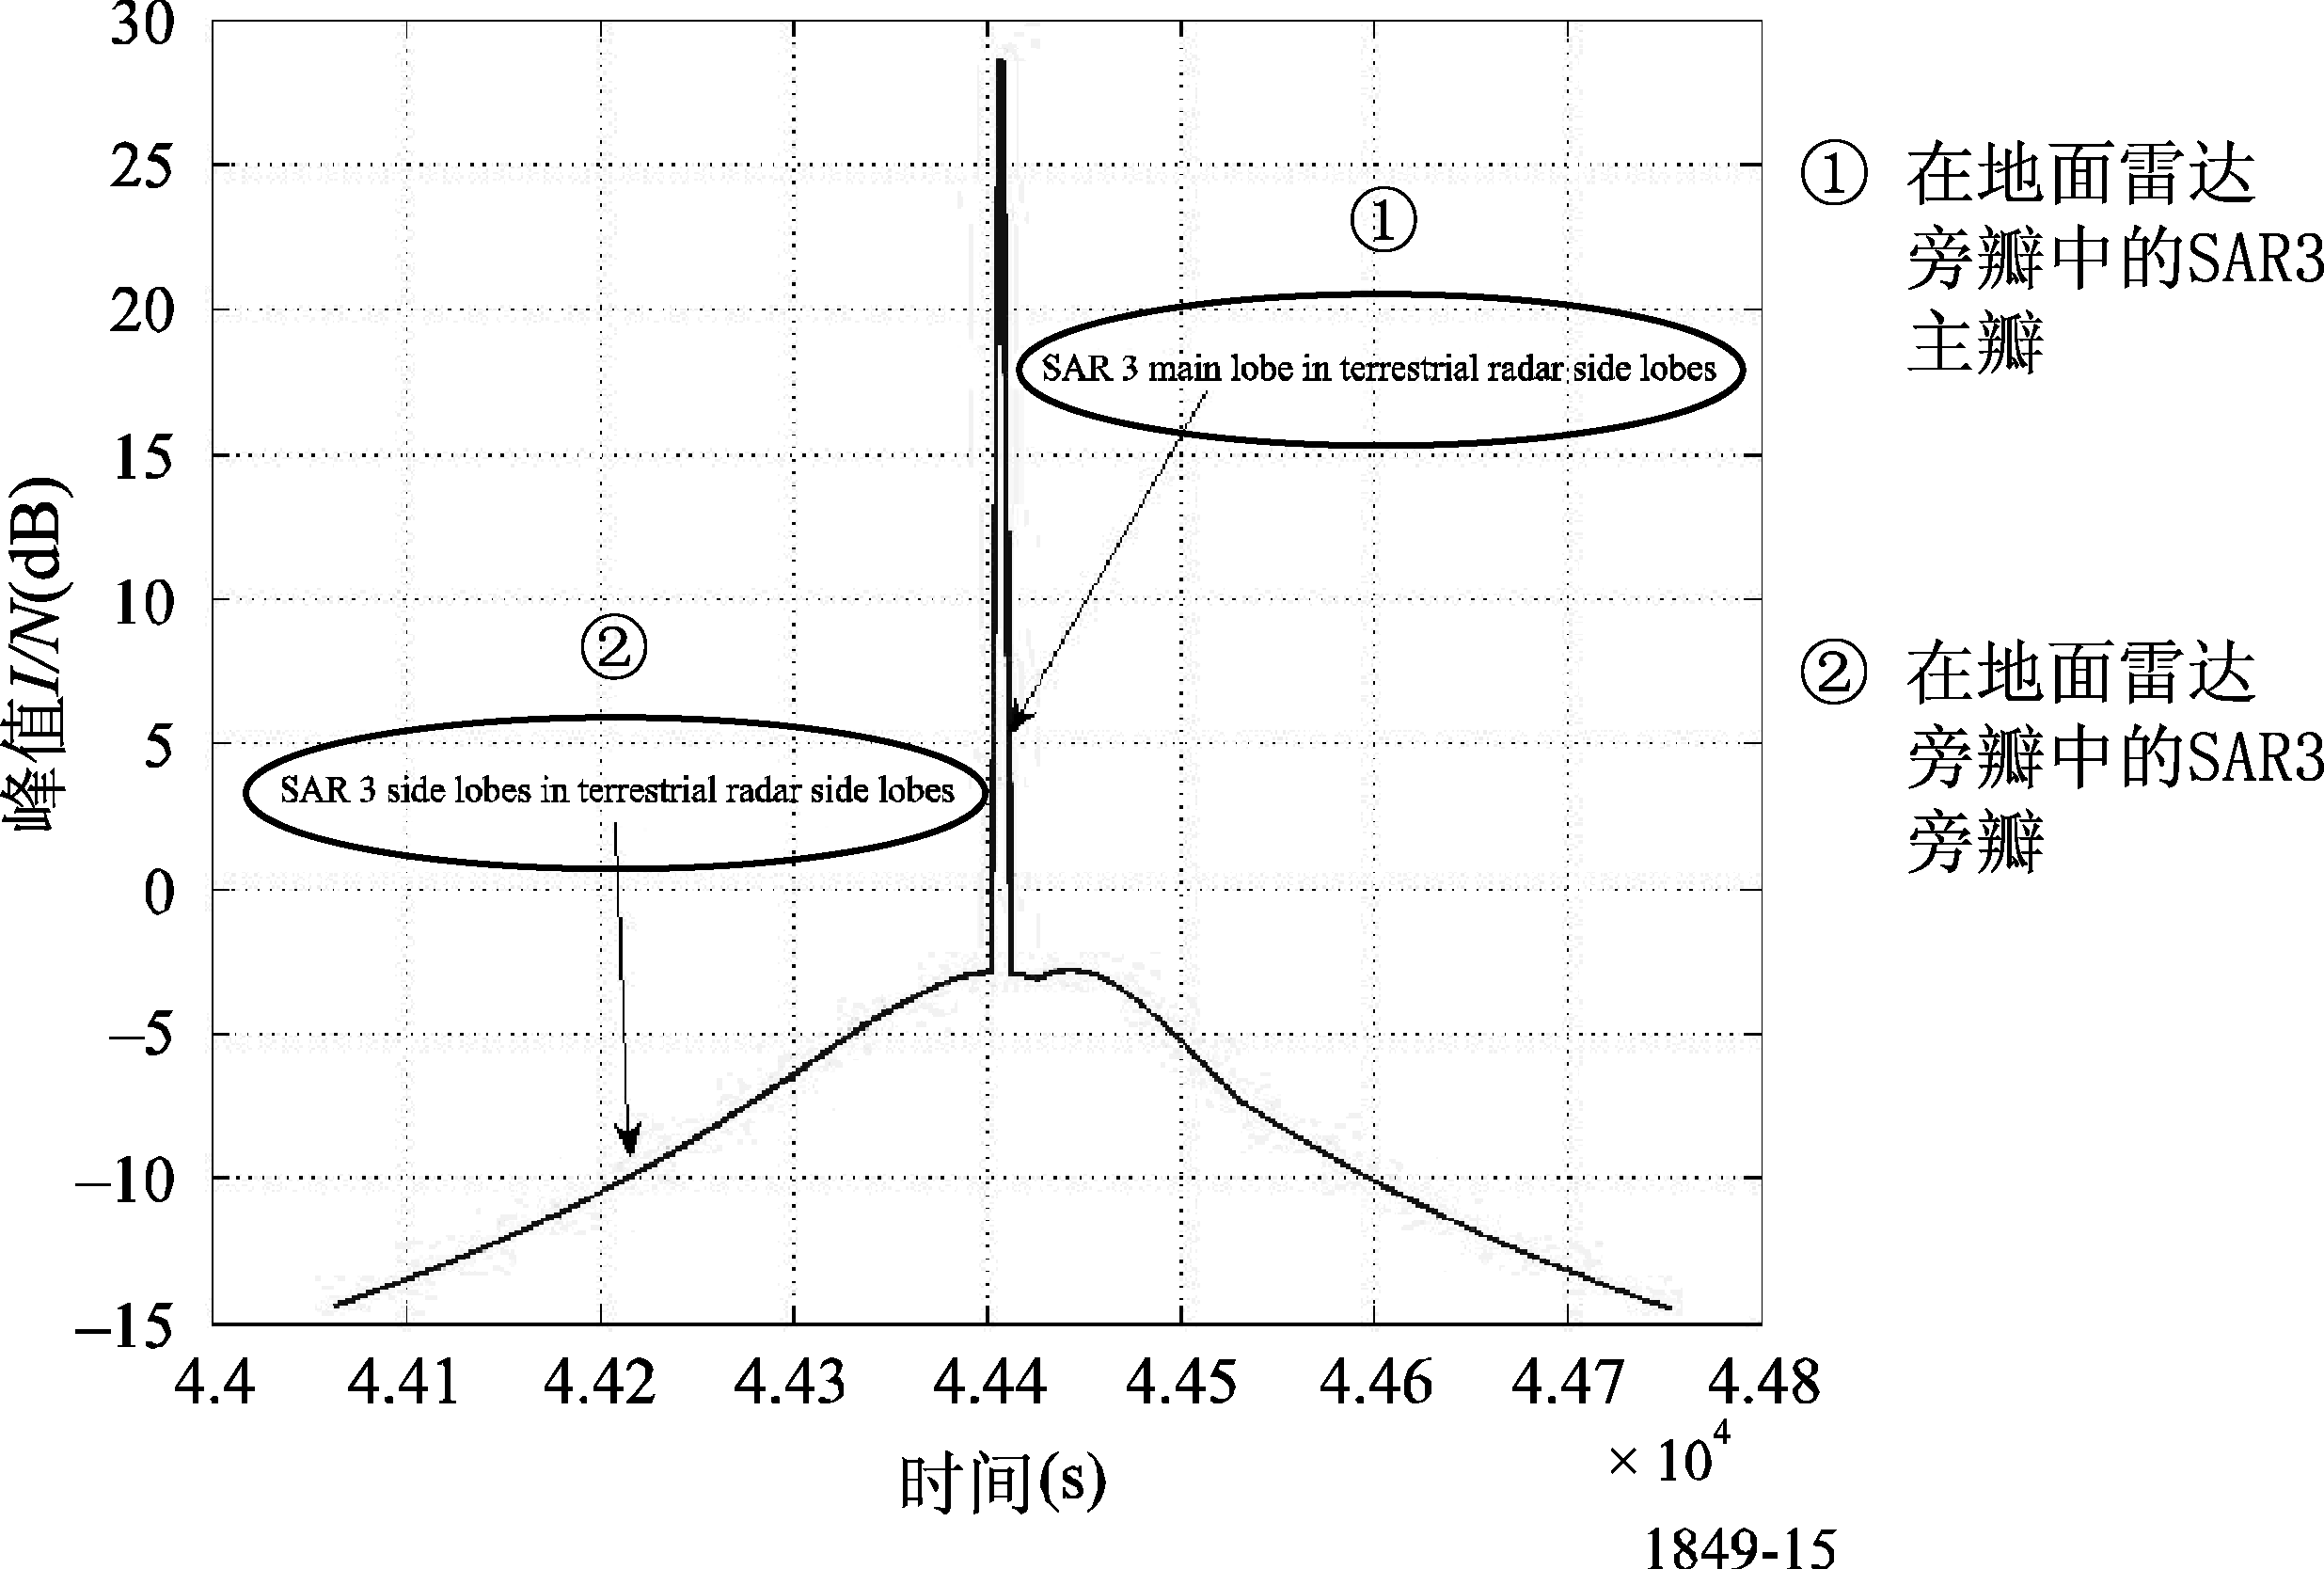 30
25
20
15
10
5
0
–5
–10
–15
峰值I/N(dB)
①
SAR 3 main lobe in terrestrial radar side lobes
②
SAR 3 side lobes in terrestrial radar side lobes
4.4 4.41 4.42 4.43 4.44 4.45 4.46 4.47 4.48
× 10⁴
时间(s)
1849-15
① 在地面雷达
旁瓣中的SAR3
主瓣
② 在地面雷达
旁瓣中的SAR3
旁瓣